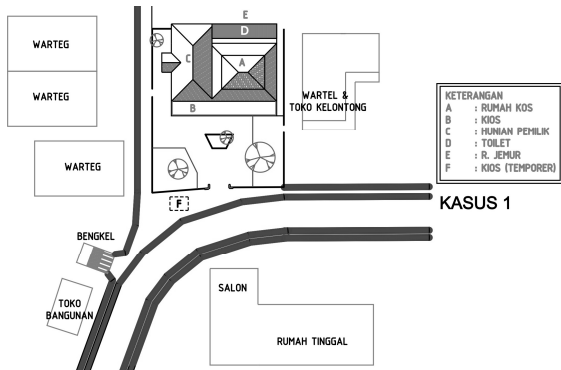 E
D
WARTEG
C
A
WARTEG
WARTEL &
TOKO KELONTONG
B
KETERANGAN
A : RUMAH KOS
B : KIOS
C : HUNIAN PEMILIK
D : TOILET
E : R. JEMUR
F : KIOS (TEMPORER)
WARTEG
F
KASUS 1
BENGKEL
SALON
TOKO
BANGUNAN
RUMAH TINGGAL